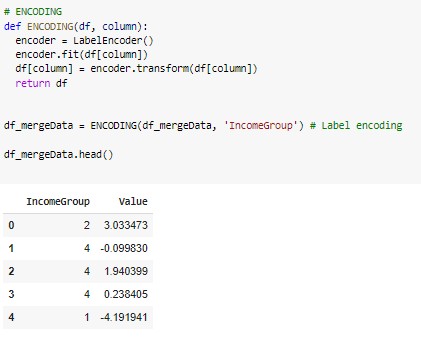 # ENCODING
def ENCODING(df, column):
  encoder = LabelEncoder()
  encoder.fit(df[column])
  df[column] = encoder.transform(df[column])
  return df
df_mergeData = ENCODING(df_mergeData, 'IncomeGroup') # Label encoding
df_mergeData.head()
IncomeGroup Value
0 2 3.033473
1 4 -0.099830
2 4 1.940399
3 4 0.238405
4 1 -4.191941